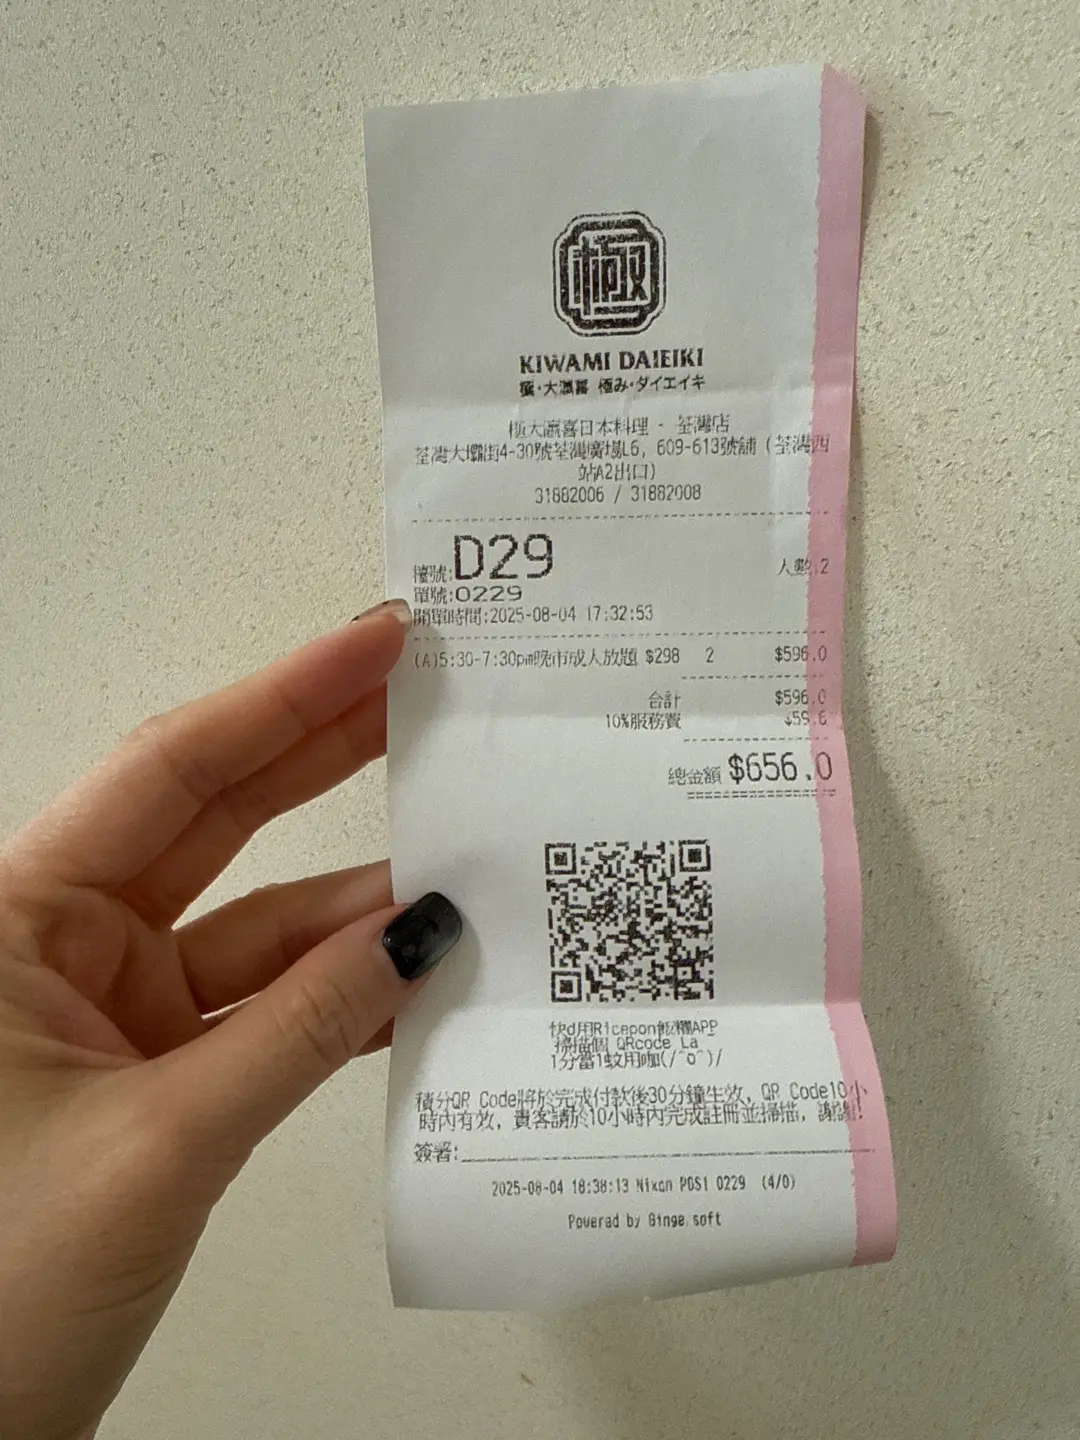 極
KIWAMI DAIEIKI
極・大瀛喜 極み・ダイエイキ
極大瀛喜日本料理 - 荃灣店
荃灣大壩街4-30號荃灣廣場L6, 609-613號舖 (荃灣西
站A2出口)
31882006 / 31882008
檯號:D29 人數:2
單號:0229
開單時間:2025-08-04 17:32:53
(A)5:30-7:30pm晚市成人放題 $298 2 $596.0
合計 $596.0
10%服務費 $59.6
總金額 $656.0
快d用Ricepon飯糰APP
掃描個 QRcode La
1分當1蚊用咖(/^o^)/
積分QR Code將於完成付款後30分鐘生效, QR Code10小
時內有效, 貴客請於10小時內完成註冊並掃描, 謝謝!
簽署:
2025-08-04 18:38:13 Nixon POS1 0229 (4/0)
Powered by Ginge.soft